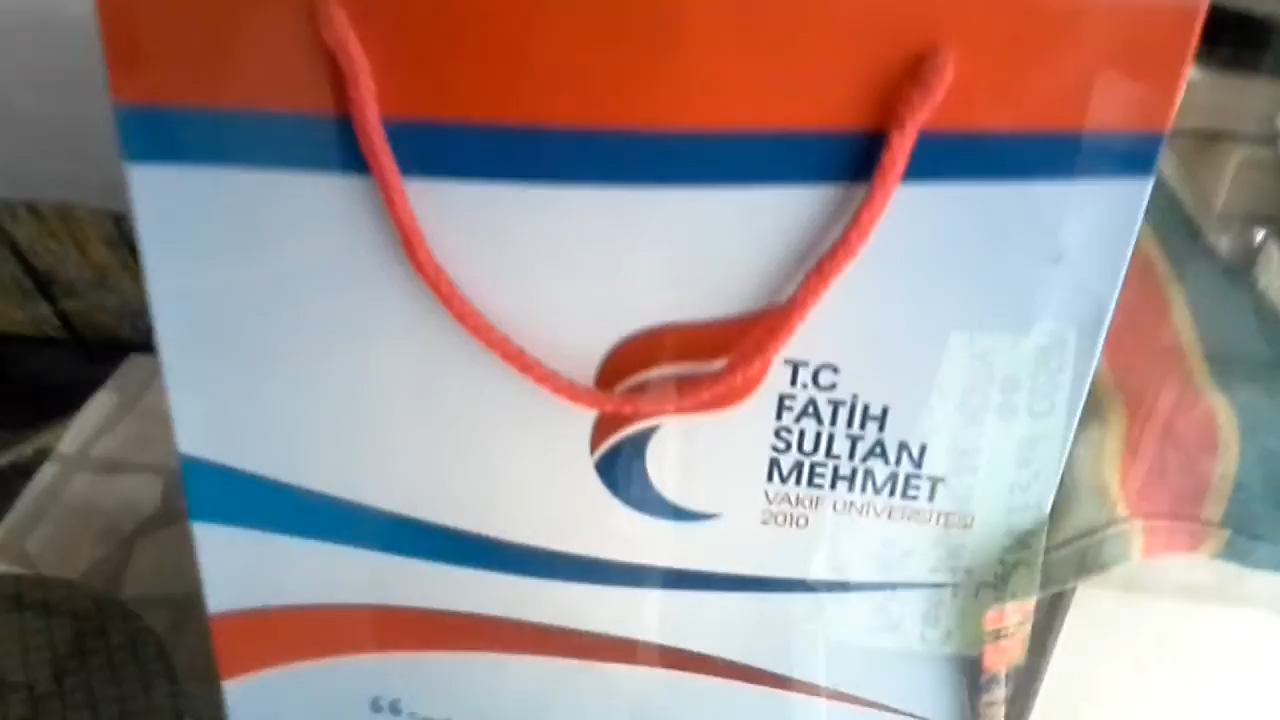 T.C
FATİH
SULTAN
MEHMET
VAKIF ÜNİVERSİTESİ
2010
“